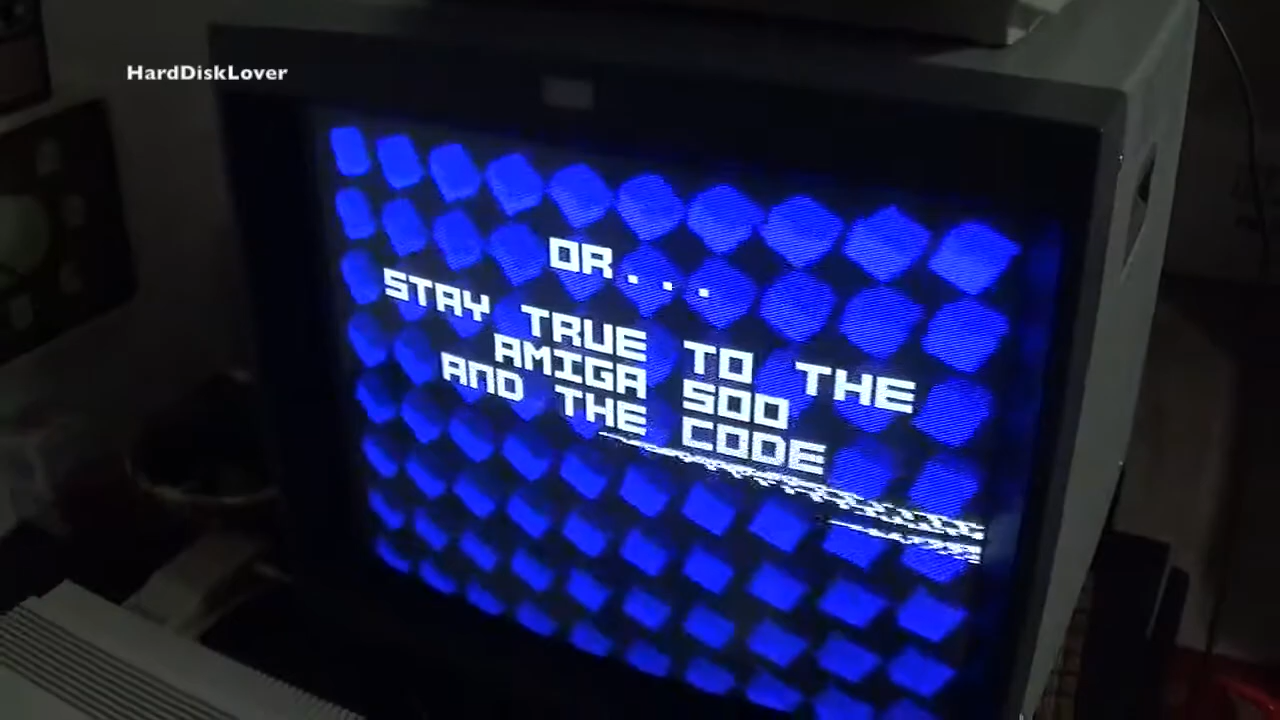 HardDiskLover
OR...
STAY TRUE TO THE
AMIGA 500
AND THE CODE